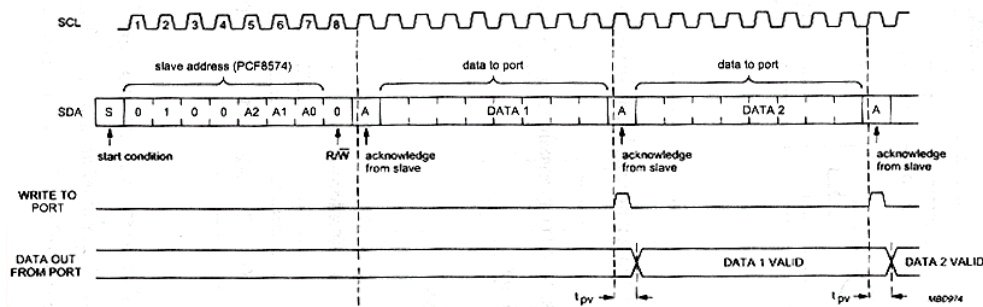 SCL 1 2 3 4 5 6 7 8
slave address (PCF8574) data to port data to port
SDA S 0 1 0 0 A2 A1 A0 0 A DATA 1 A DATA 2 A
start condition R/W̅ acknowledge from slave acknowledge from slave acknowledge from slave
WRITE TO
PORT
DATA OUT
FROM PORT
DATA 1 VALID DATA 2 VALID
tpv tpv MBD974